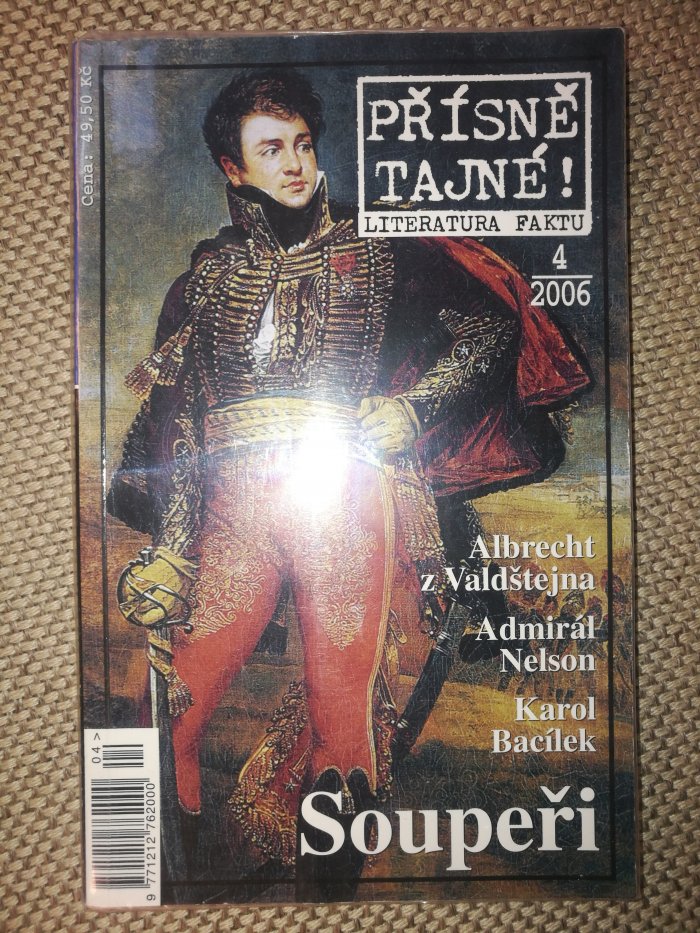 Cena: 49,50 Kč
PŘÍSNĚ
TAJNÉ!
LITERATURA FAKTU
4
2006
Albrecht
z Valdštejna
Admirál
Nelson
Karol
Bacílek
Soupeři
04>
9 771212 762000